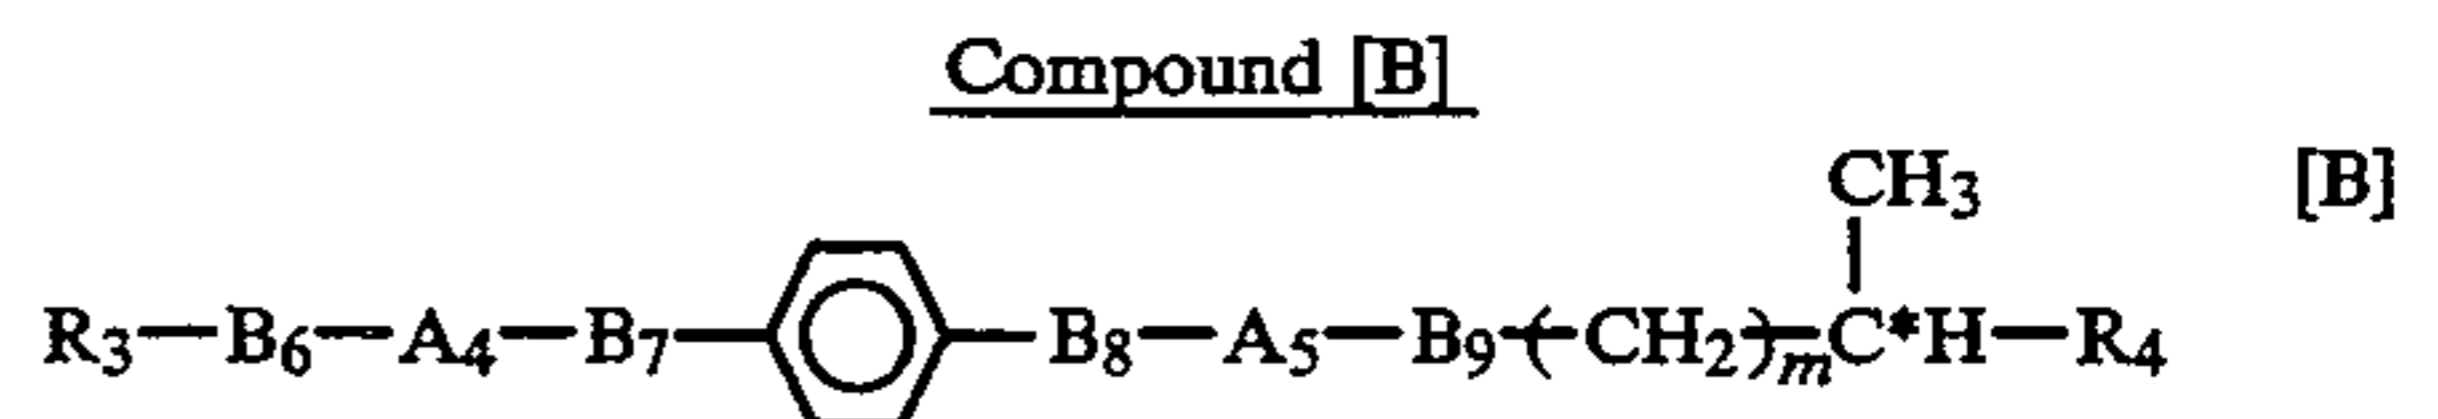 Compound [B]
CH₃ [B]
R₃—B₆—A₄—B₇—⌬—B₈—A₅—B₉—(CH₂)ₘ—C*H—R₄